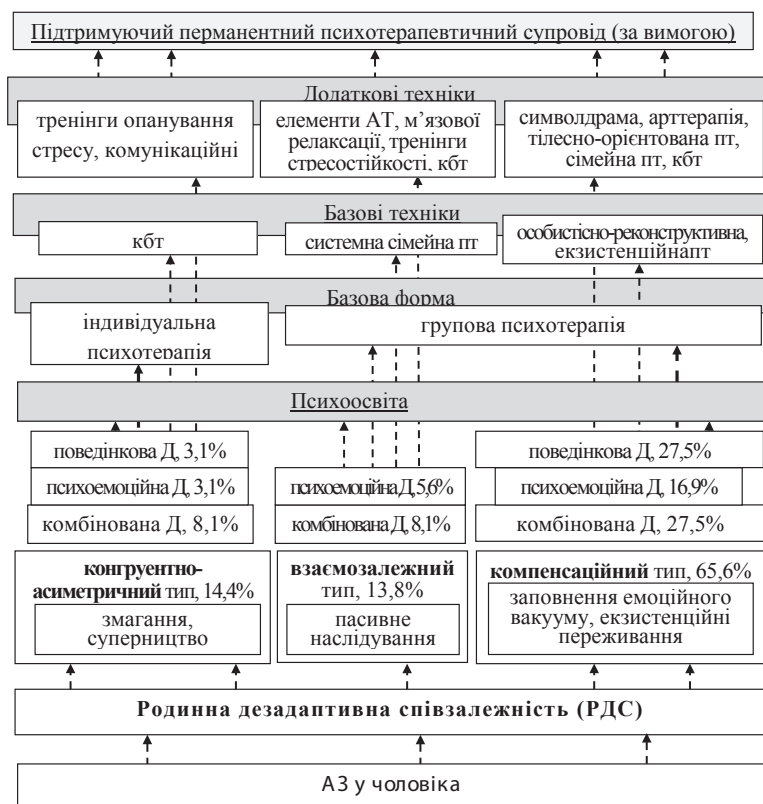 Підтримуючий перманентний психотерапевтичний супровід (за вимогою)
Додаткові техніки
тренінги опанування
стресу, комунікаційні
елементи АТ, м’язової
релаксації, тренінги
стресостійкості, кбт
символдрама, арттерапія,
тілесно-орієнтована пт,
сімейна пт, кбт
Базові техніки
кбт
системна сімейна пт
особистісно-реконструктивна,
екзистенційнапт
Базова форма
індивідуальна
психотерапія
групова психотерапія
Психоосвіта
поведінкова Д, 3,1%
психоемоційна Д, 3,1%
комбінована Д, 8,1%
психоемоційна Д,5,6%
комбінована Д, 8,1%
поведінкова Д, 27,5%
психоемоційна Д, 16,9%
комбінована Д, 27,5%
конгруентно-
асиметричний тип, 14,4%
змагання,
суперництво
взаємозалежний
тип, 13,8%
пасивне
наслідування
компенсаційний тип, 65,6%
заповнення емоційного
вакууму, екзистенційні
переживання
Родинна дезадаптивна співзалежність (РДС)
АЗ у чоловіка